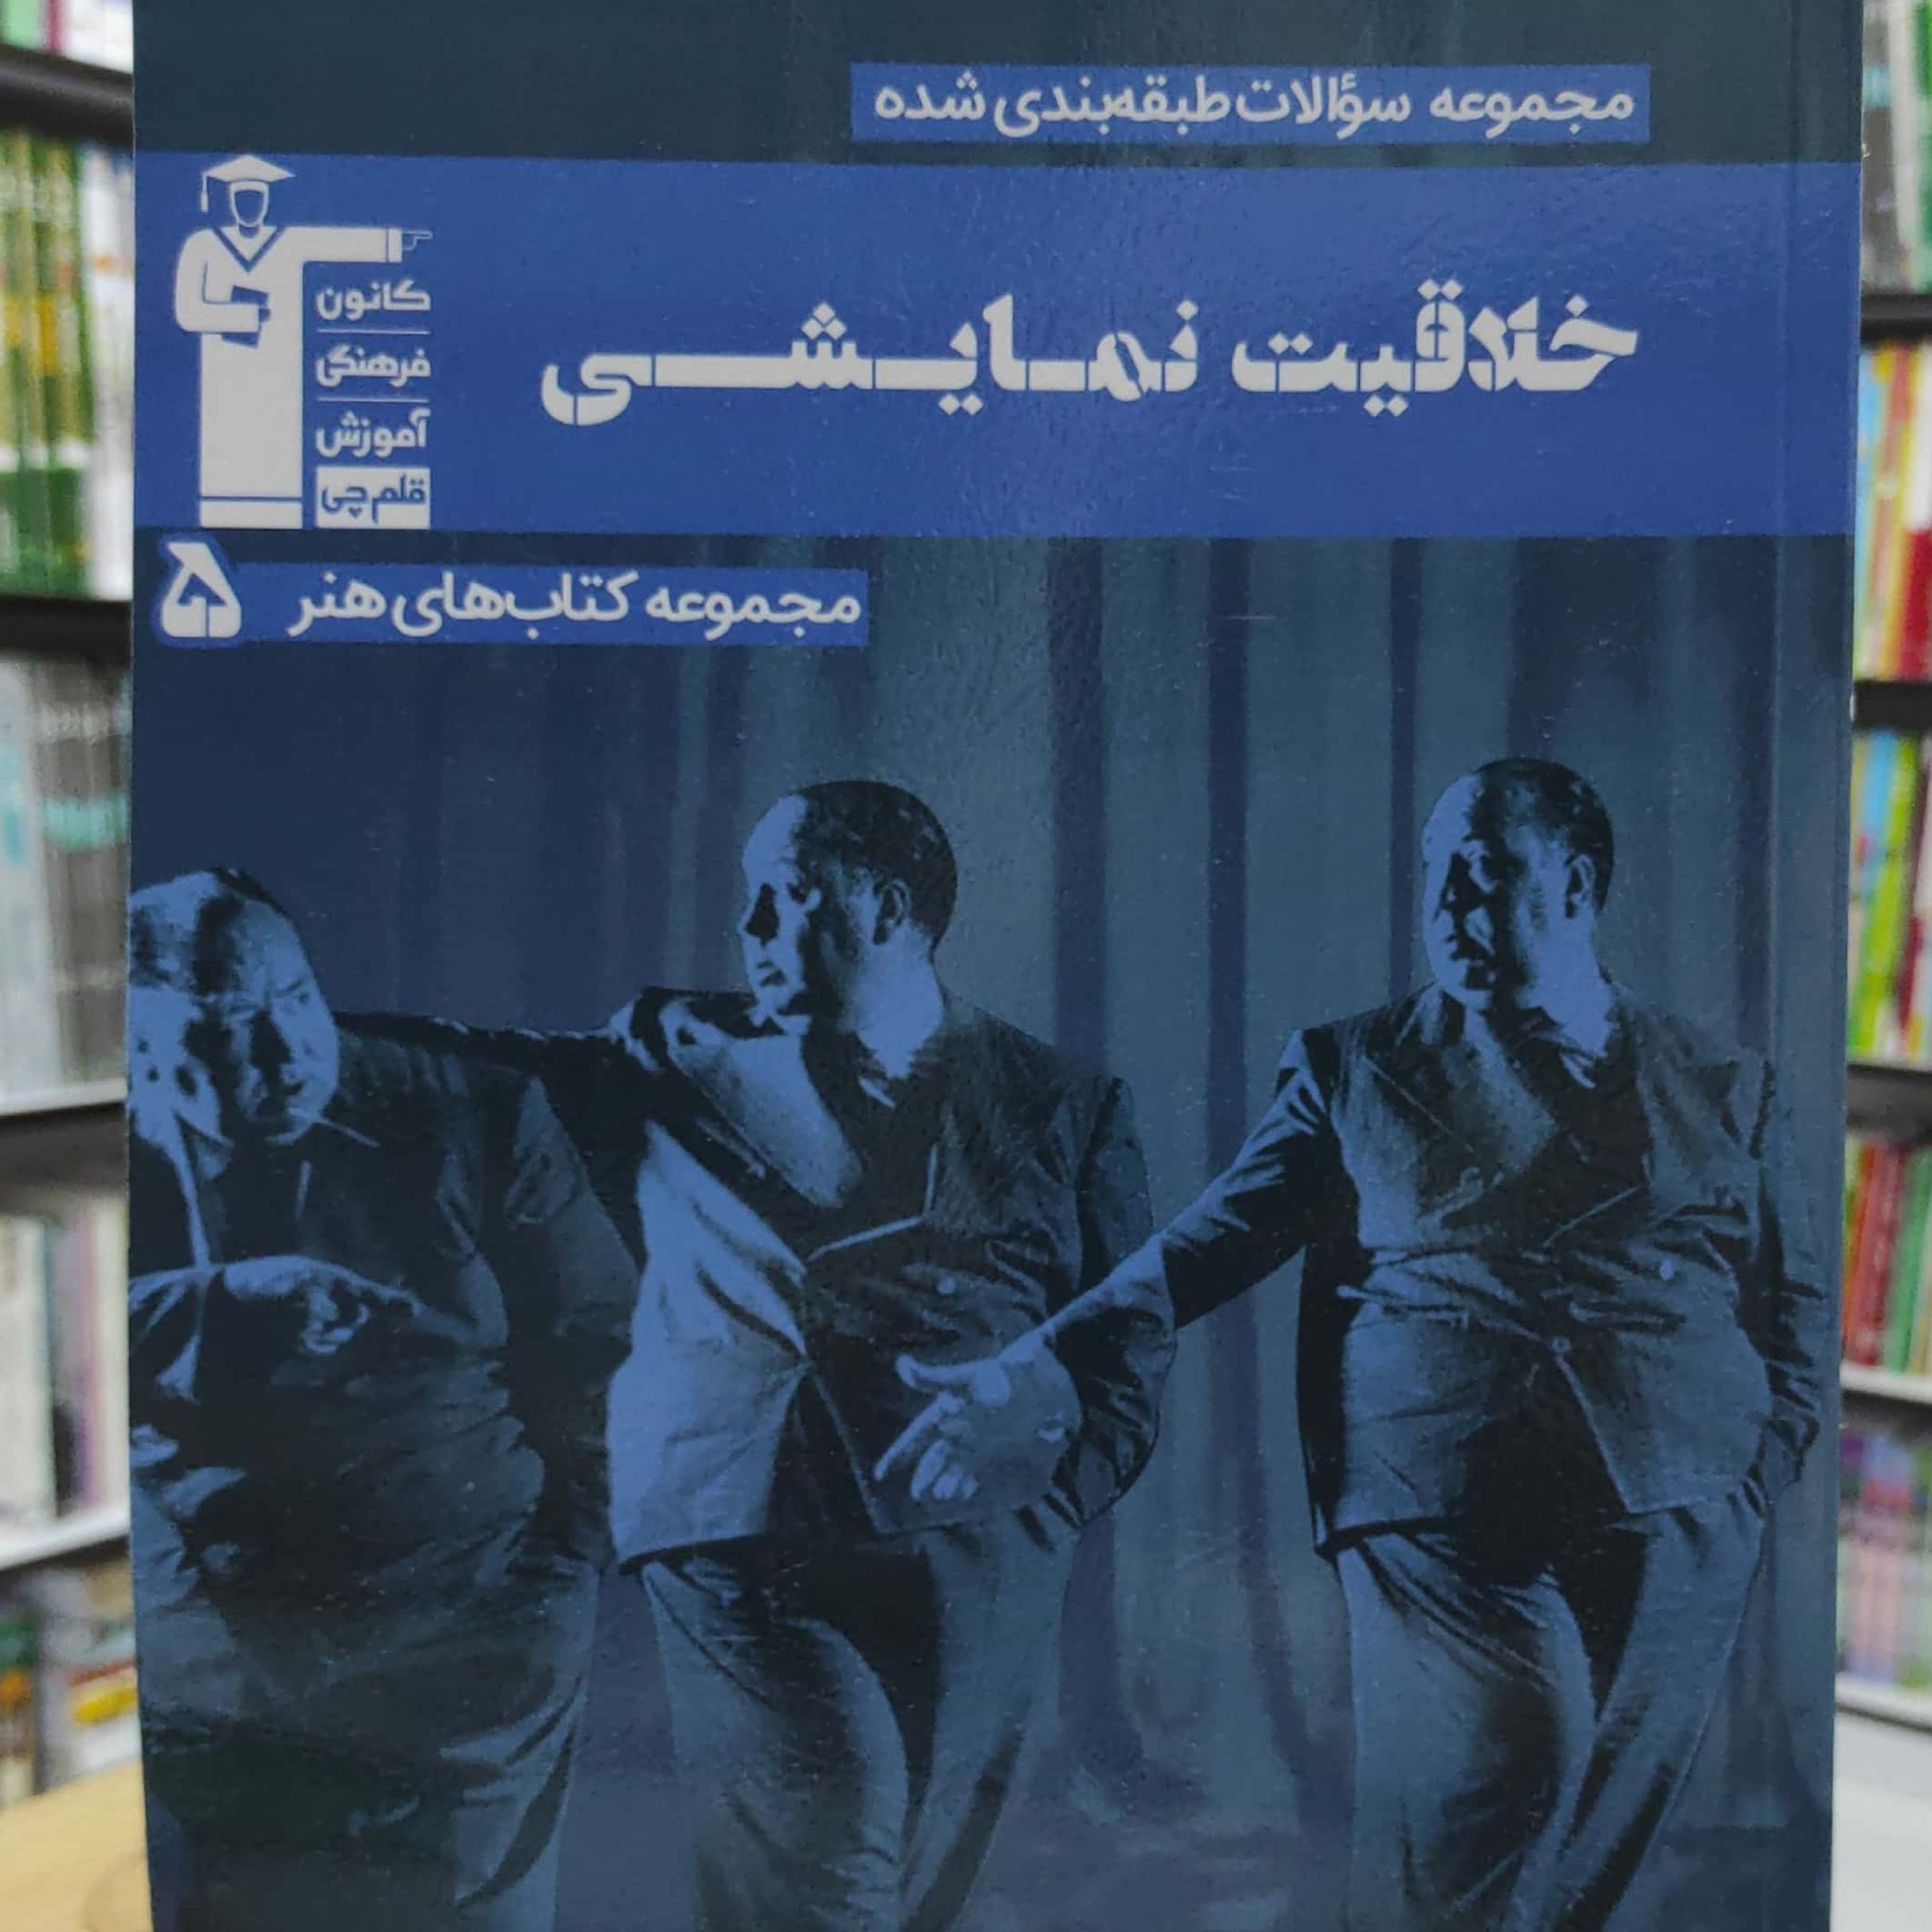 مجموعه سؤالات طبقه‌بندی شده
خلاقیت نمایشی
کانون
فرهنگی
آموزش
قلم‌چی
مجموعه کتاب‌های هنر ۵